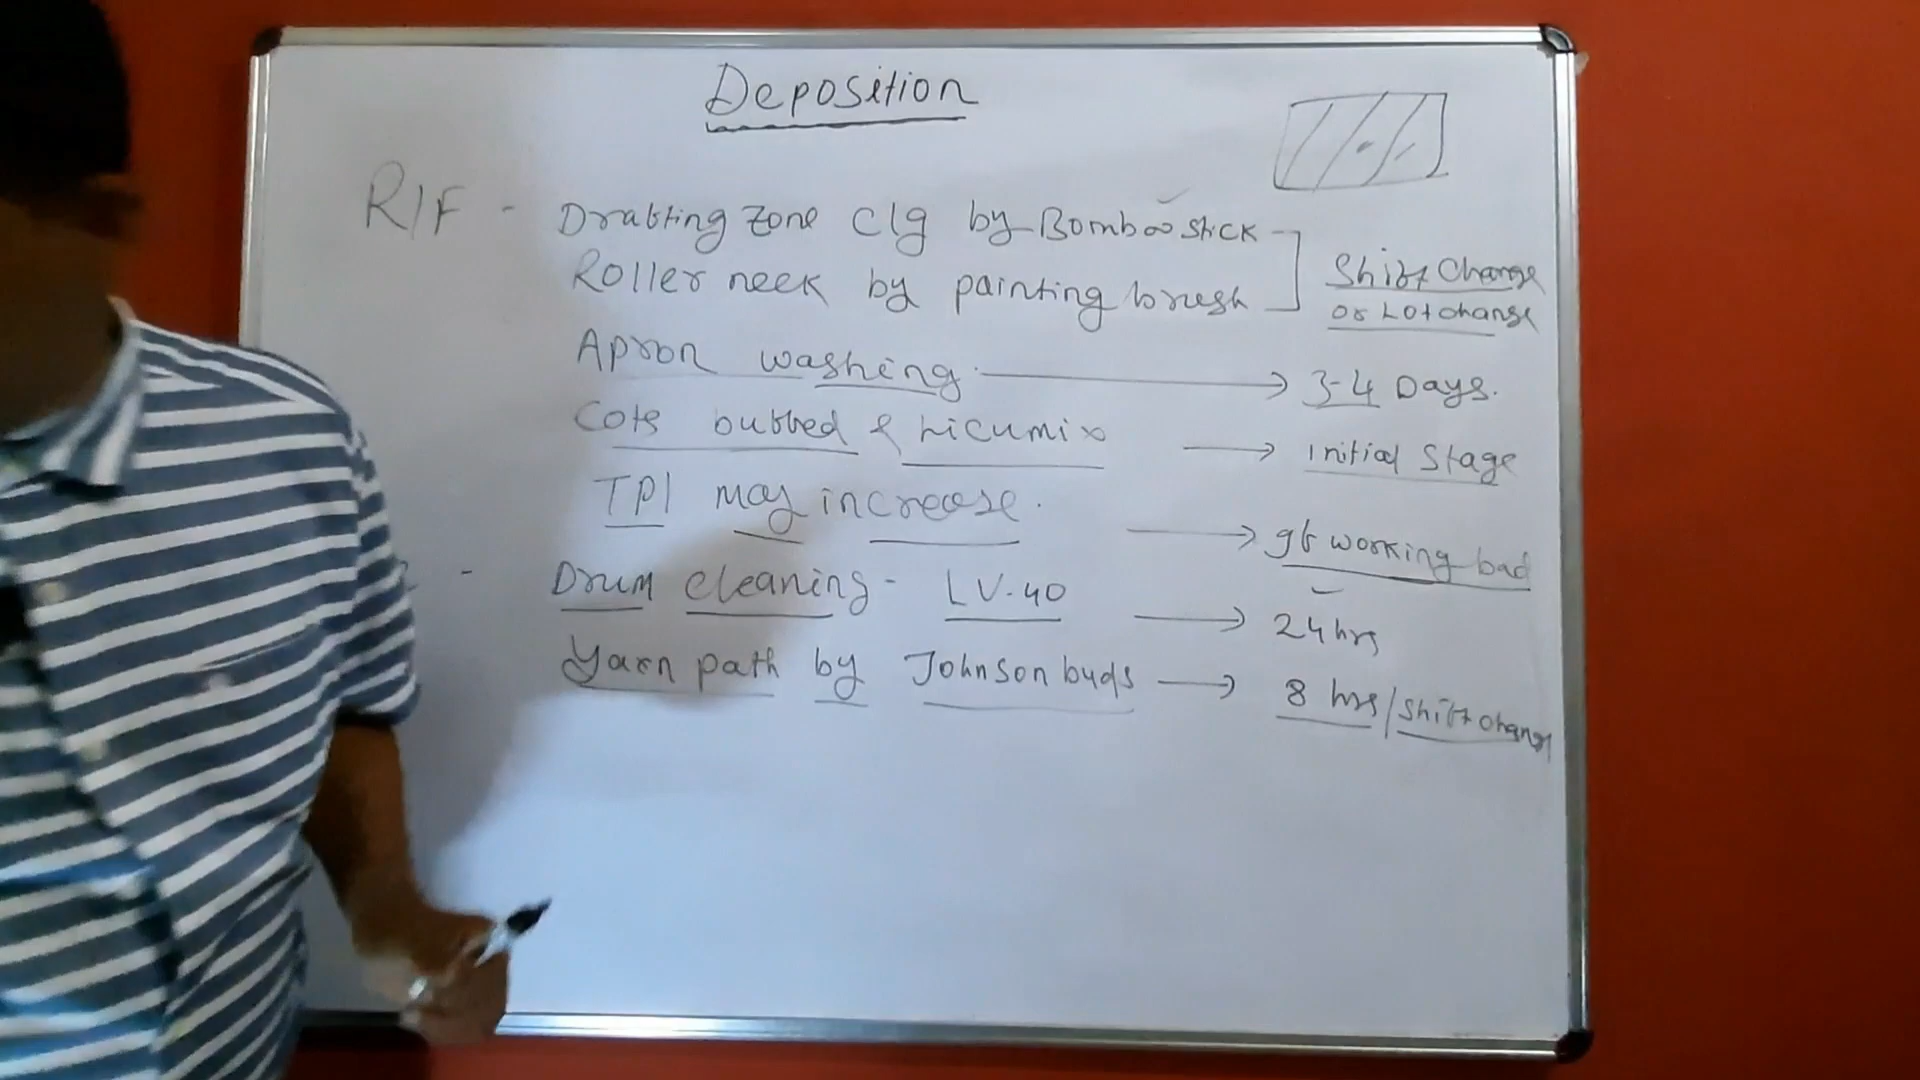 Deposition
R/F - Drafting Zone Clg by Bomboo stick
Roller neck by painting brush
Shift Change
or Lot change
Apron washing → 3-4 Days.
Cots buffed & Licumix → initial Stage
TPI may increase. → gf working bad
- Drum cleaning - LV-40 → 24 hrs
Yarn path by Johnson buds → 8 hrs/shift change